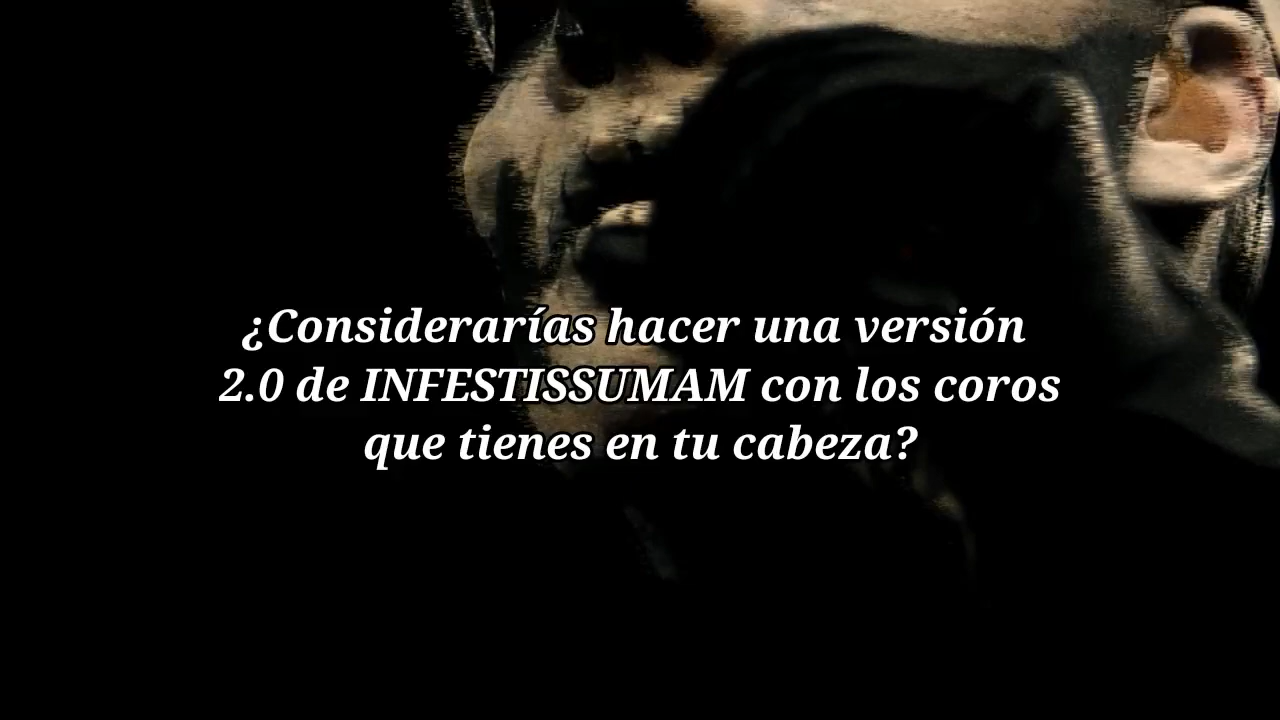 ¿Considerarías hacer una versión
2.0 de INFESTISSUMAM con los coros
que tienes en tu cabeza?